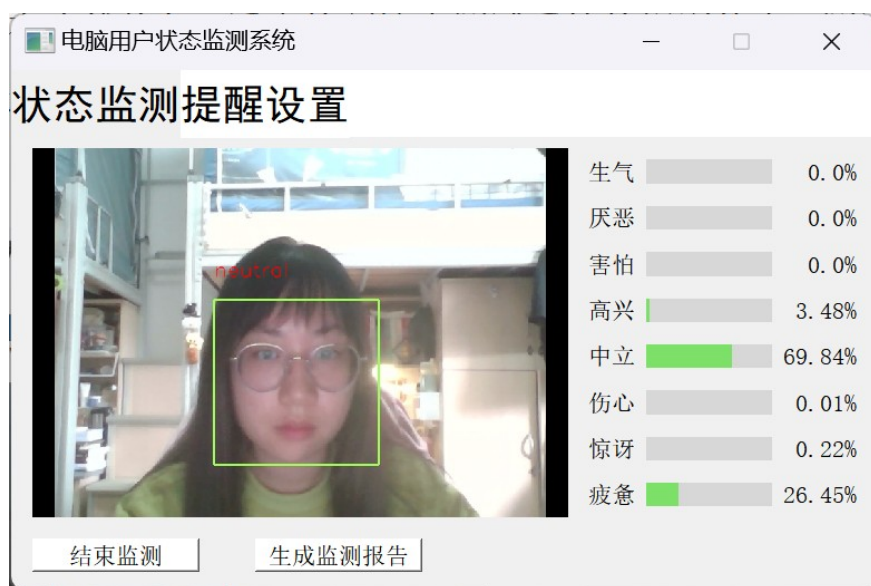 电脑用户状态监测系统
状态监测 提醒设置
neutral
生气 0.0%
厌恶 0.0%
害怕 0.0%
高兴 3.48%
中立 69.84%
伤心 0.01%
惊讶 0.22%
疲惫 26.45%
结束监测 生成监测报告